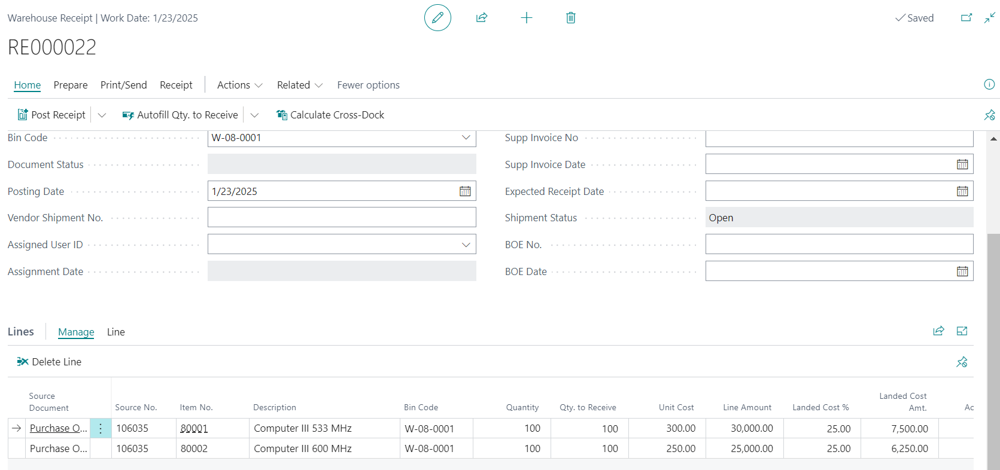 Warehouse Receipt | Work Date: 1/23/2025
Saved
RE000022
Home Prepare Print/Send Receipt Actions Related Fewer options
Post Receipt Autofill Qty. to Receive Calculate Cross-Dock
Bin Code W-08-0001 Supp Invoice No
Document Status Supp Invoice Date
Posting Date 1/23/2025 Expected Receipt Date
Vendor Shipment No. Shipment Status Open
Assigned User ID BOE No.
Assignment Date BOE Date
Lines Manage Line
Delete Line
Source Document Source No. Item No. Description Bin Code Quantity Qty. to Receive Unit Cost Line Amount Landed Cost % Landed Cost Amt. Ac
Purchase O... 106035 80001 Computer III 533 MHz W-08-0001 100 100 300.00 30,000.00 25.00 7,500.00
Purchase O... 106035 80002 Computer III 600 MHz W-08-0001 100 100 250.00 25,000.00 25.00 6,250.00